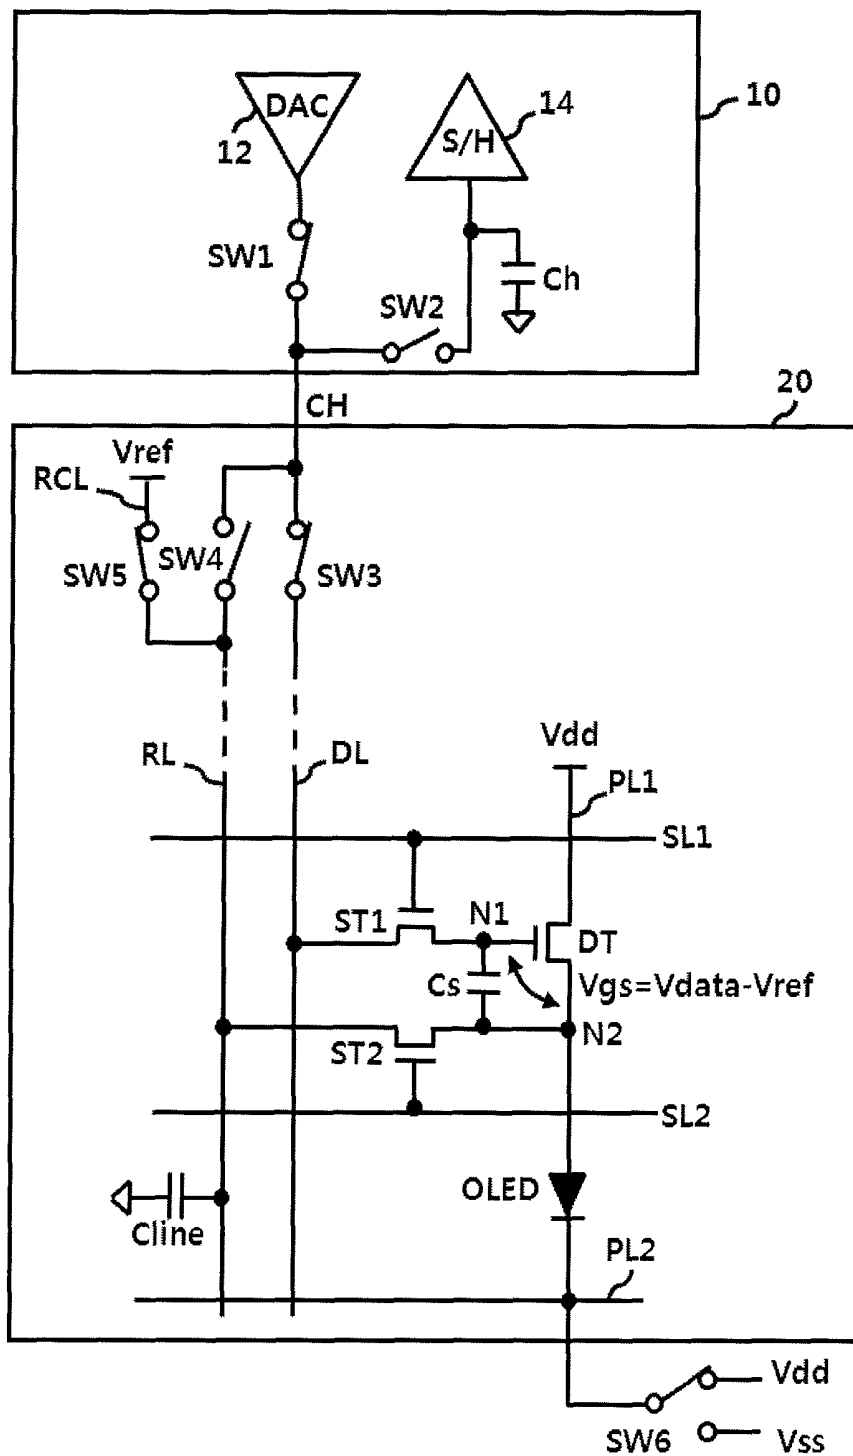 DAC
12
S/H
14
10
SW1
SW2
Ch
CH
20
Vref
RCL
SW5
SW4
SW3
RL
DL
Vdd
PL1
SL1
ST1
N1
DT
Cs
Vgs=Vdata-Vref
ST2
N2
SL2
OLED
Cline
PL2
Vdd
SW6
Vss